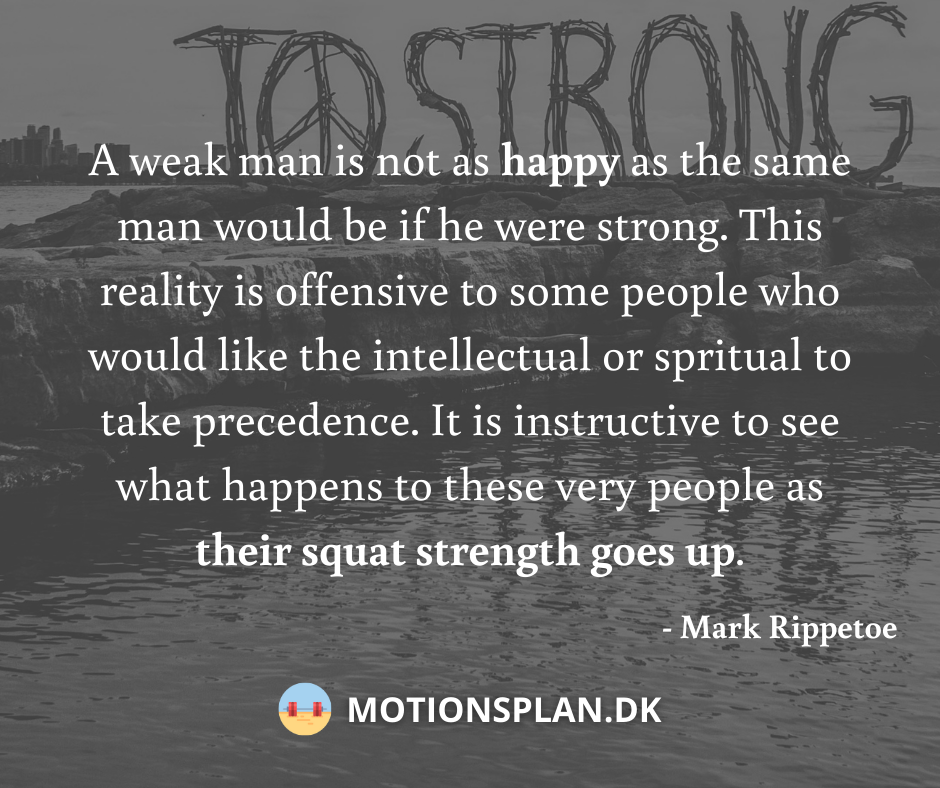 TO STRONG
A weak man is not as happy as the same
man would be if he were strong. This
reality is offensive to some people who
would like the intellectual or spritual to
take precedence. It is instructive to see
what happens to these very people as
their squat strength goes up.
- Mark Rippetoe
MOTIONSPLAN.DK